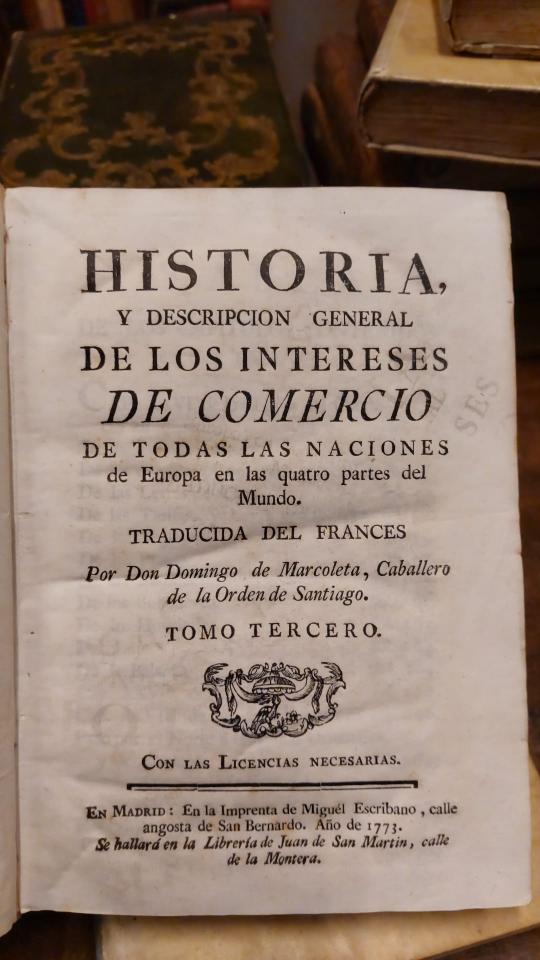 HISTORIA,
Y DESCRIPCION GENERAL
DE LOS INTERESES
DE COMERCIO
DE TODAS LAS NACIONES
de Europa en las quatro partes del
Mundo.
TRADUCIDA DEL FRANCES
Por Don Domingo de Marcoleta, Caballero
de la Orden de Santiago.
TOMO TERCERO.
CON LAS LICENCIAS NECESARIAS.
EN MADRID: En la Imprenta de Miguél Escribano, calle
angosta de San Bernardo. Año de 1773.
Se hallará en la Librería de Juan de San Martin, calle
de la Montera.